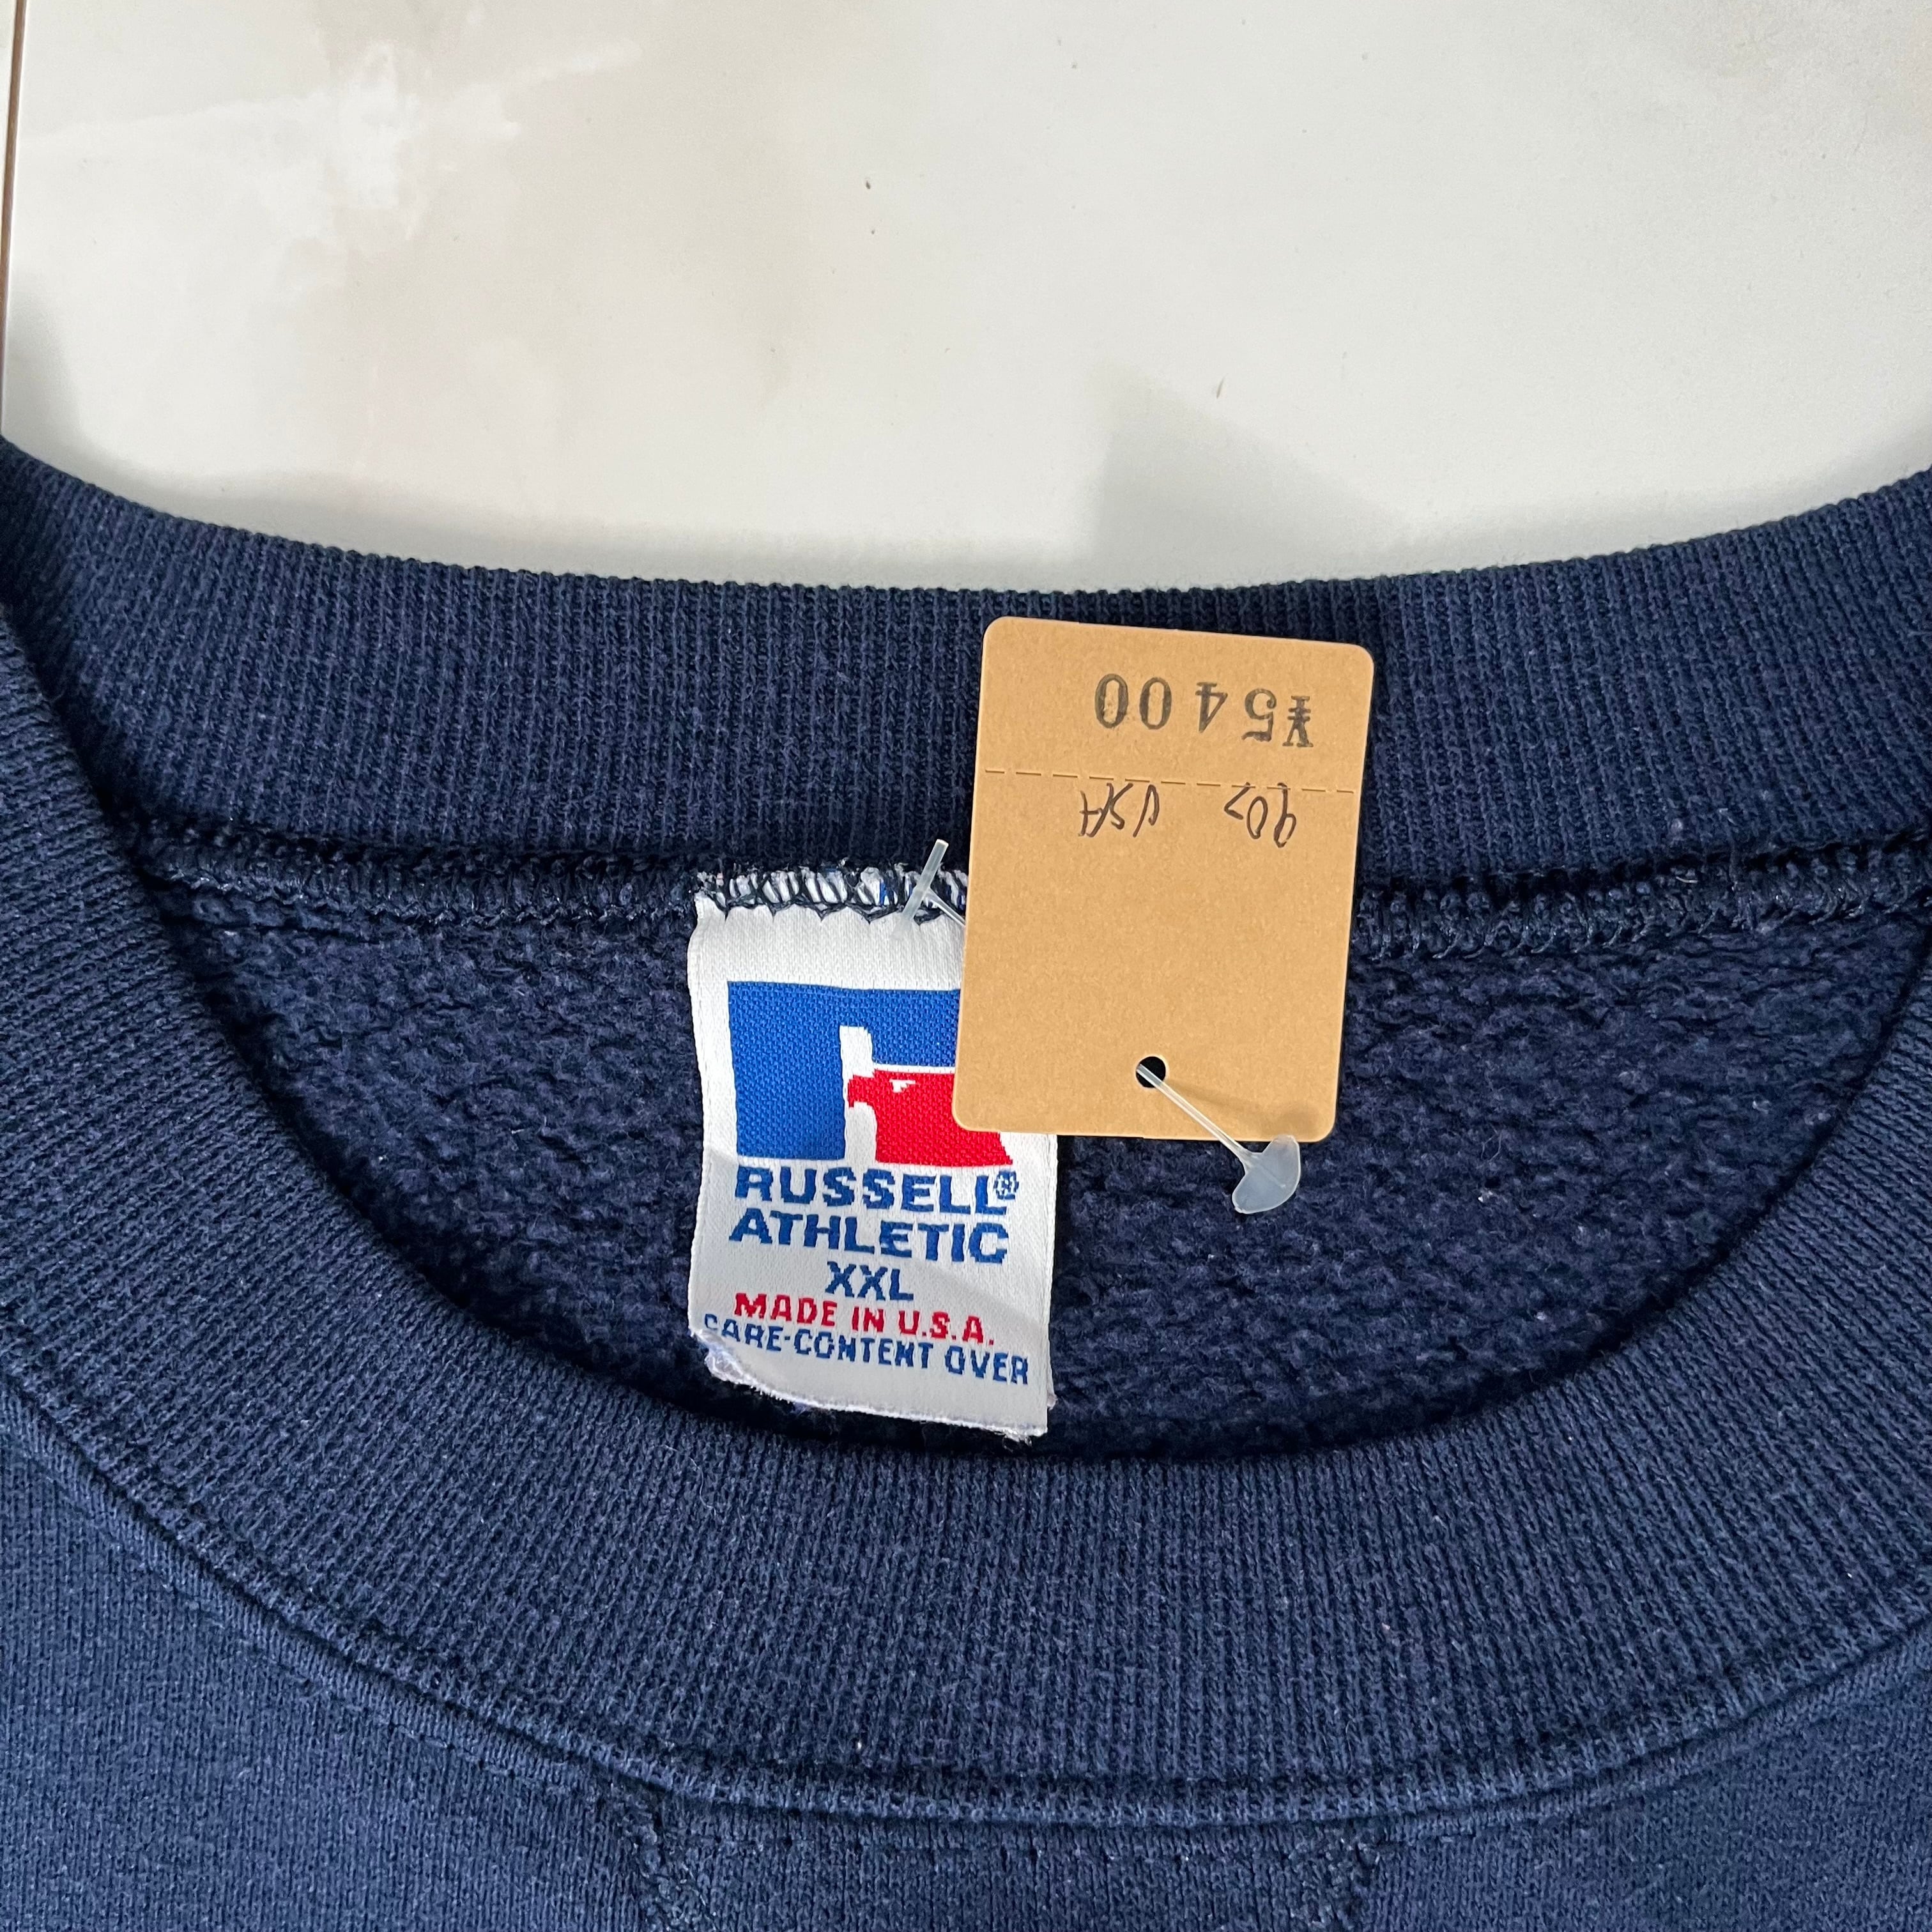 ¥5400
90s USA
RUSSELL®
ATHLETIC
XXL
MADE IN U.S.A.
CARE-CONTENT OVER